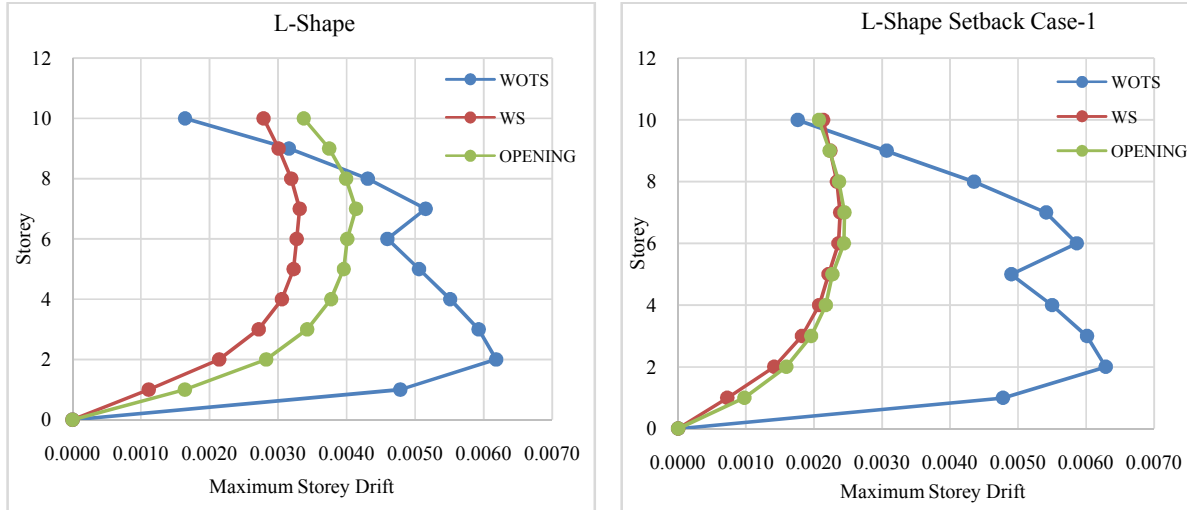 L-Shape
12
10
8
6
4
2
0
Storey
WOTS
WS
OPENING
0.0000 0.0010 0.0020 0.0030 0.0040 0.0050 0.0060 0.0070
Maximum Storey Drift
L-Shape Setback Case-1
12
10
8
6
4
2
0
Storey
WOTS
WS
OPENING
0.0000 0.0010 0.0020 0.0030 0.0040 0.0050 0.0060 0.0070
Maximum Storey Drift